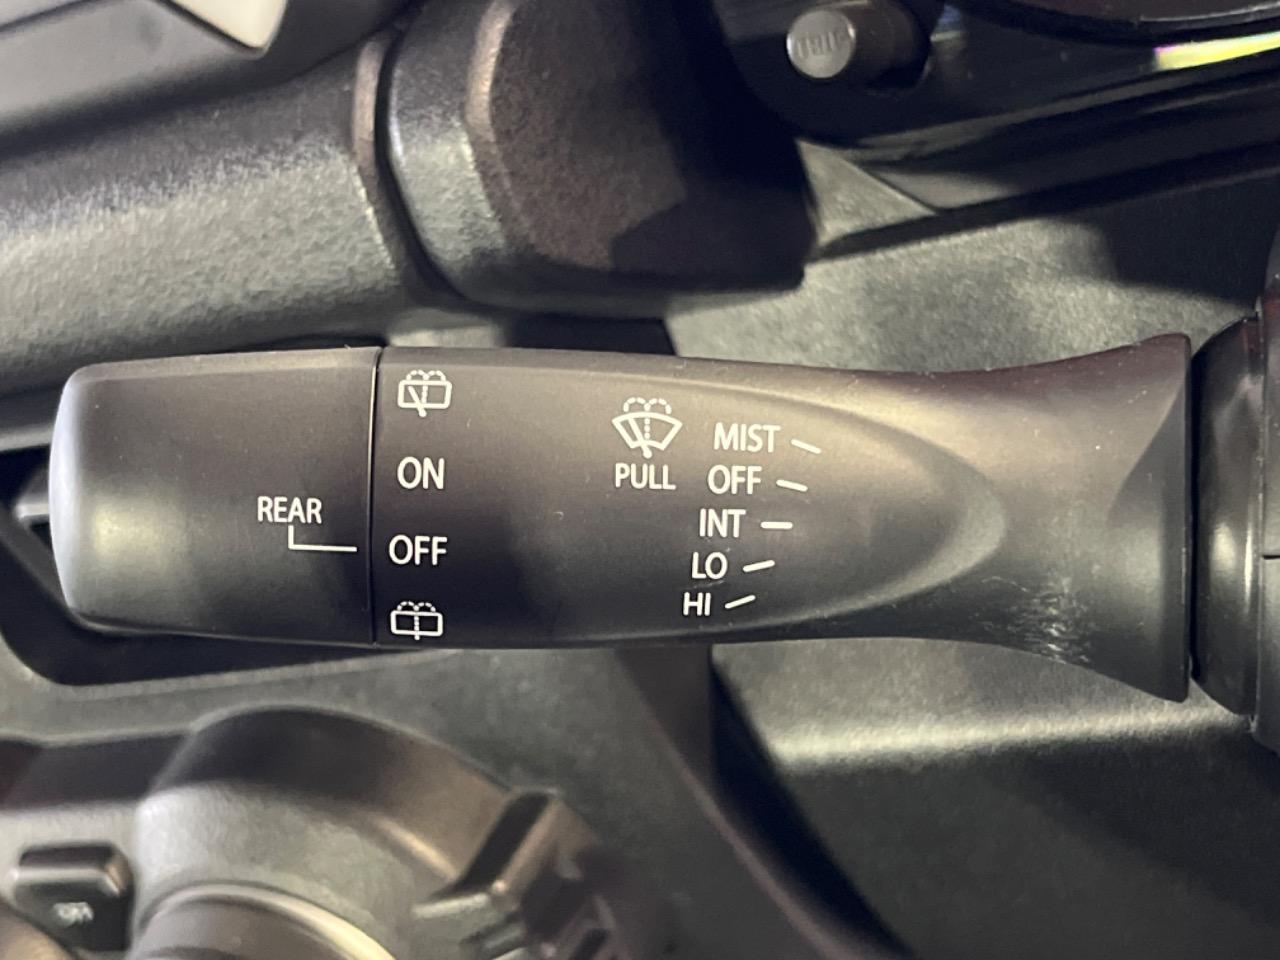 REAR
ON
OFF
PULL
MIST
OFF
INT
LO
HI